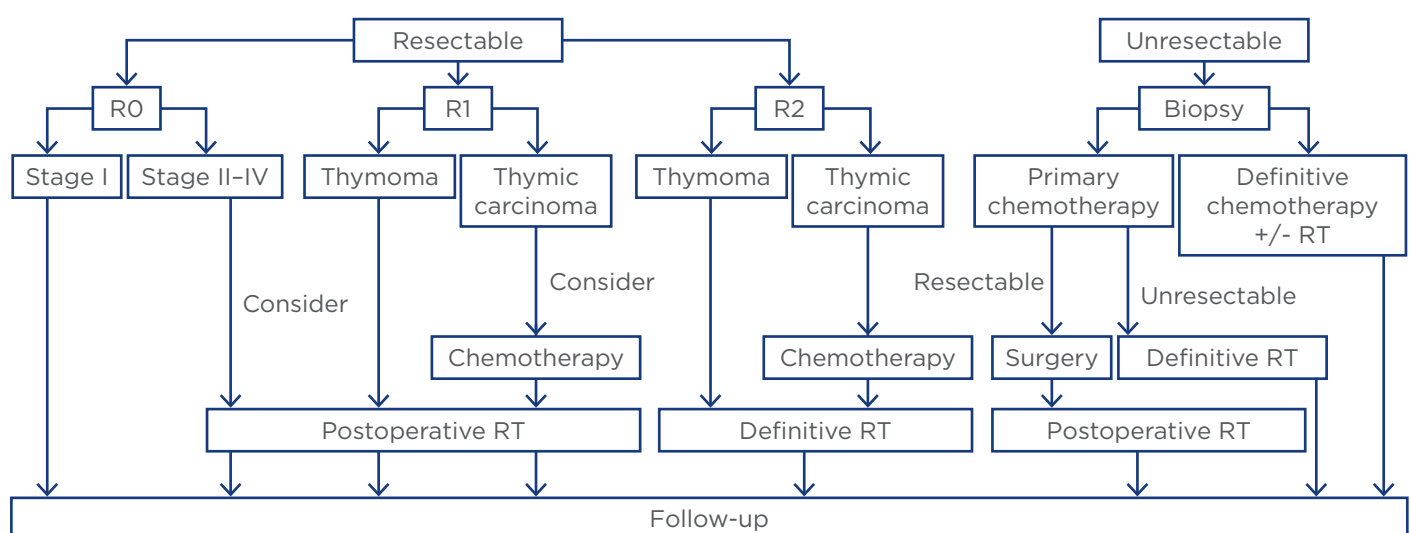 Resectable
Unresectable
R0
R1
R2
Biopsy
Stage I
Stage II–IV
Thymoma
Thymic
carcinoma
Thymoma
Thymic
carcinoma
Primary
chemotherapy
Definitive
chemotherapy
+/- RT
Consider
Consider
Resectable
Unresectable
Chemotherapy
Chemotherapy
Surgery
Definitive RT
Postoperative RT
Definitive RT
Postoperative RT
Follow-up